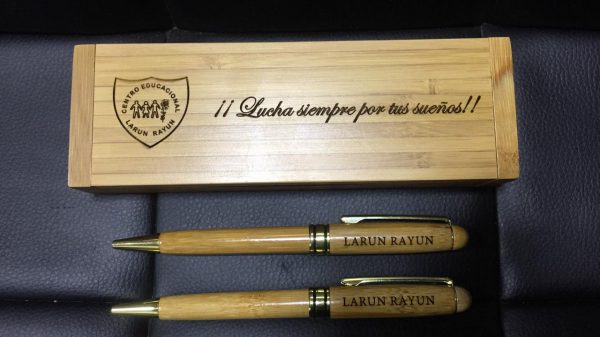 CENTRO EDUCACIONAL
LARUN RAYUN
¡¡ Lucha siempre por tus sueños!!
LARUN RAYUN
LARUN RAYUN